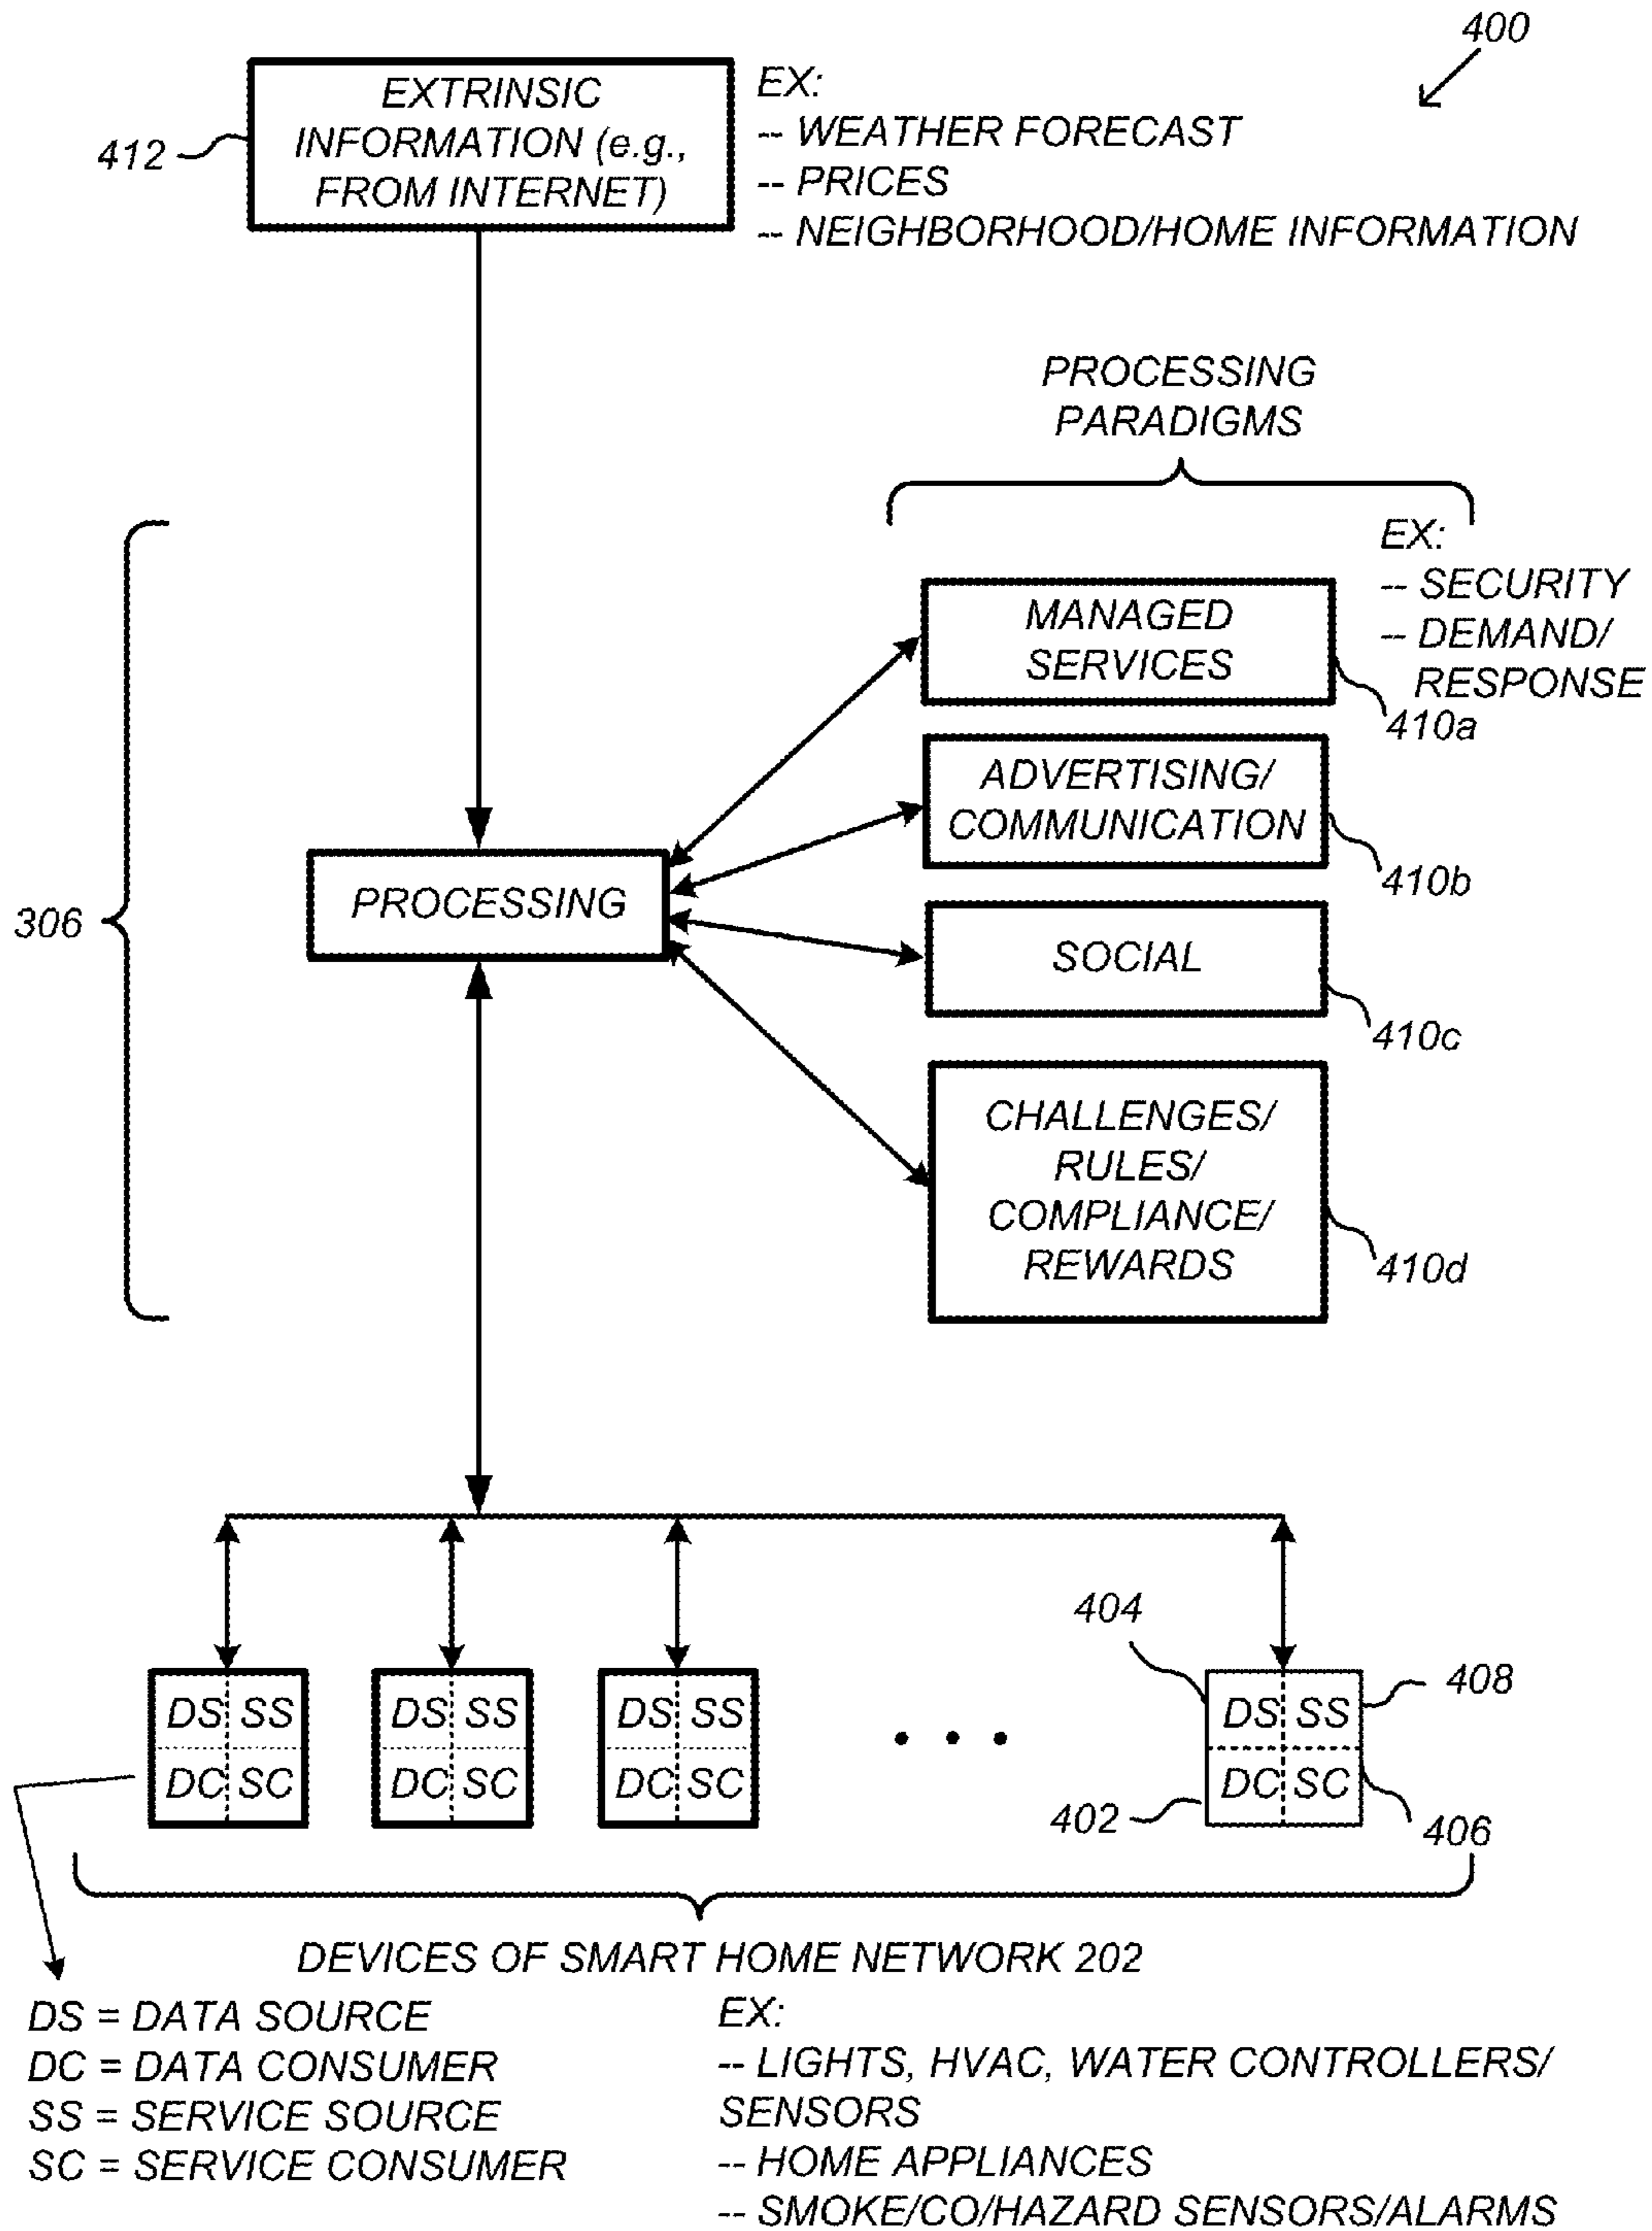 400
EXTRINSIC
INFORMATION (e.g.,
FROM INTERNET)
412
EX:
-- WEATHER FORECAST
-- PRICES
-- NEIGHBORHOOD/HOME INFORMATION
PROCESSING
PARADIGMS
EX:
-- SECURITY
-- DEMAND/
RESPONSE
MANAGED
SERVICES
410a
ADVERTISING/
COMMUNICATION
410b
306
PROCESSING
SOCIAL
410c
CHALLENGES/
RULES/
COMPLIANCE/
REWARDS
410d
404
408
DS SS
DC SC
DS SS
DC SC
DS SS
DC SC
• • •
DS SS
DC SC
402
406
DEVICES OF SMART HOME NETWORK 202
DS = DATA SOURCE
DC = DATA CONSUMER
SS = SERVICE SOURCE
SC = SERVICE CONSUMER
EX:
-- LIGHTS, HVAC, WATER CONTROLLERS/
SENSORS
-- HOME APPLIANCES
-- SMOKE/CO/HAZARD SENSORS/ALARMS